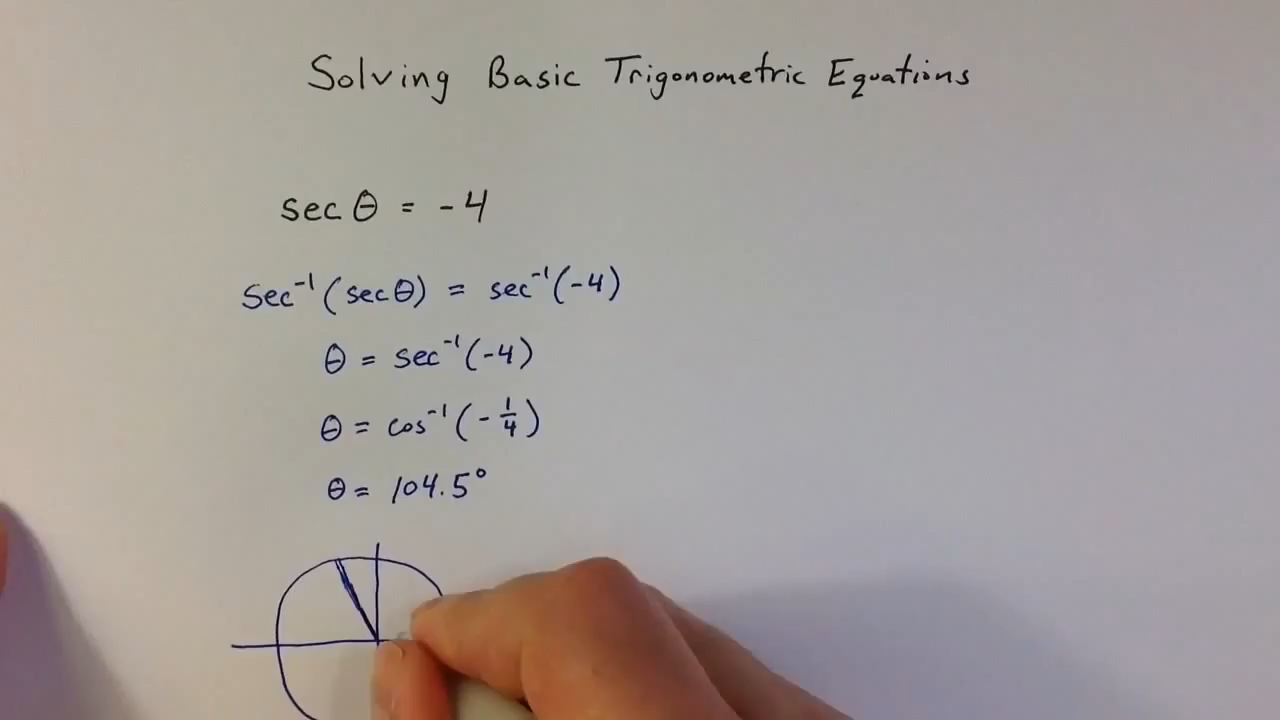 Solving Basic Trigonometric Equations
sec θ = -4
sec⁻¹(sec θ) = sec⁻¹(-4)
θ = sec⁻¹(-4)
θ = cos⁻¹(-1/4)
θ = 104.5°